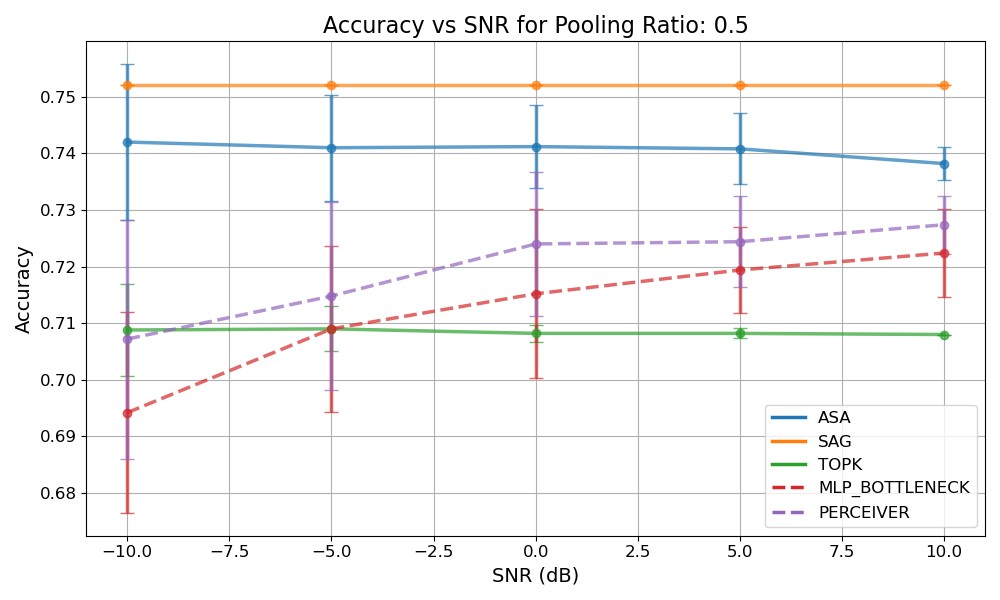 Accuracy vs SNR for Pooling Ratio: 0.5
0.75
0.74
0.73
0.72
0.71
0.70
0.69
0.68
Accuracy
ASA
SAG
TOPK
MLP_BOTTLENECK
PERCEIVER
−10.0 −7.5 −5.0 −2.5 0.0 2.5 5.0 7.5 10.0
SNR (dB)